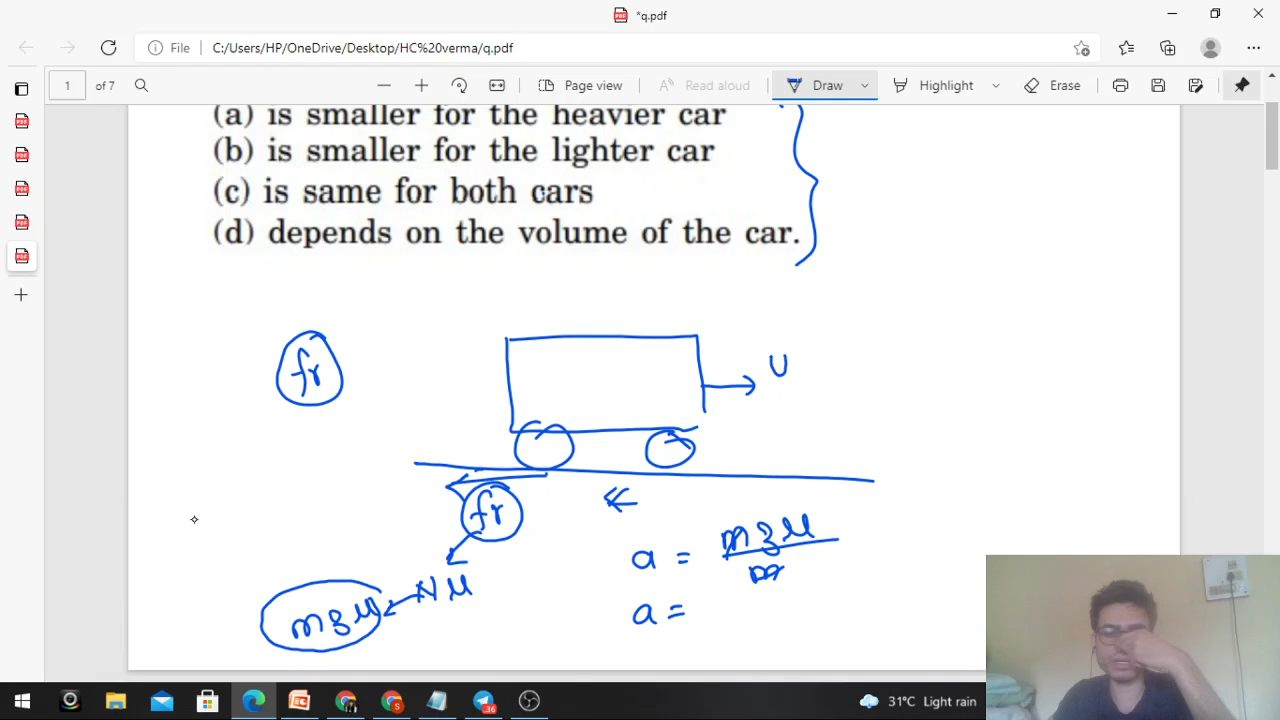 *q.pdf
File C:/Users/HP/OneDrive/Desktop/HC%20verma/q.pdf
1 of 7 Page view Read aloud Draw Highlight Erase
(a) is smaller for the heavier car
(b) is smaller for the lighter car
(c) is same for both cars
(d) depends on the volume of the car.
fr
U
fr
a = mgμ
m
Nμ
mgμ
a =
36
31°C Light rain